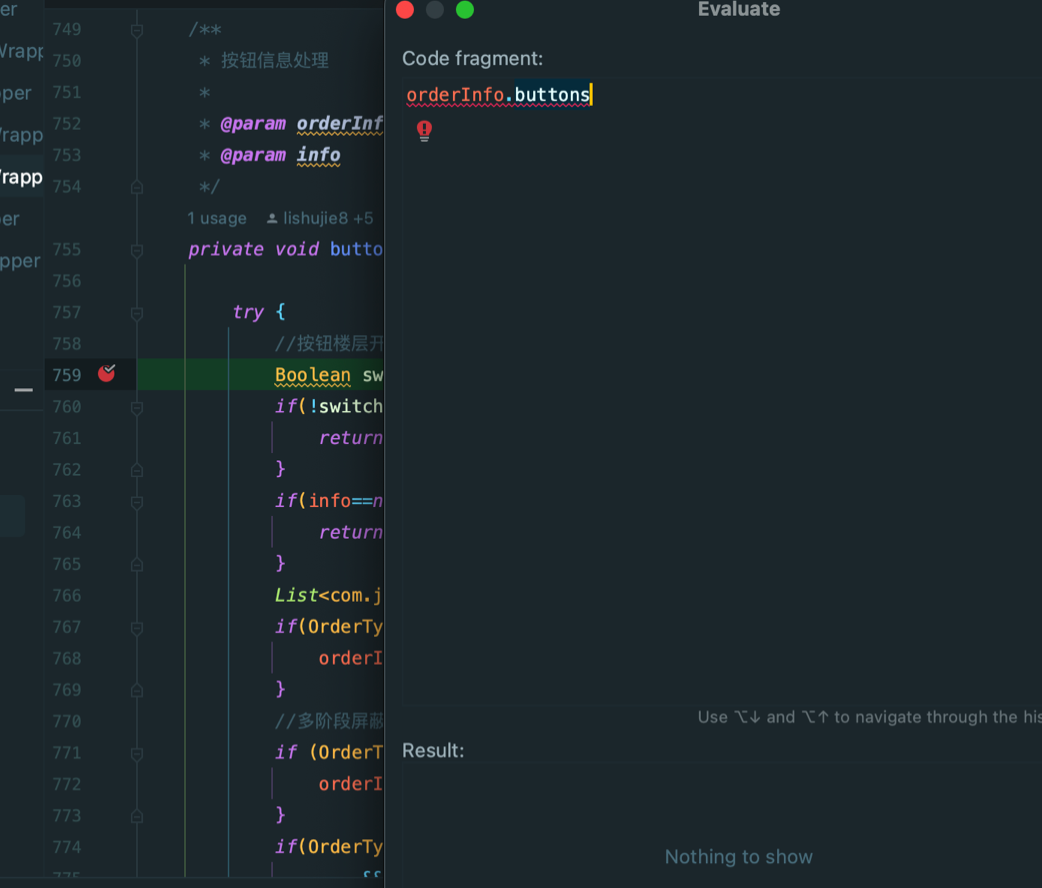 er
749 /**
Wrapp
750 * 按钮信息处理
pper
751 *
752 * @param orderInf
Wrapp
753 * @param info
Wrapp
754 */
er
1 usage lishujie8 +5
755 private void butto
pper
756
757 try {
758 //按钮楼层开
759 Boolean sw
760 if(!switch
761 return
762 }
763 if(info==n
764 return
765 }
766 List<com.j
767 if(OrderTy
768 orderI
769 }
770 //多阶段屏蔽
771 if (OrderT
772 orderI
773 }
774 if(OrderTy
775 &&
Evaluate
Code fragment:
orderInfo.buttons
Use ⌥↓ and ⌥↑ to navigate through the his
Result:
Nothing to show